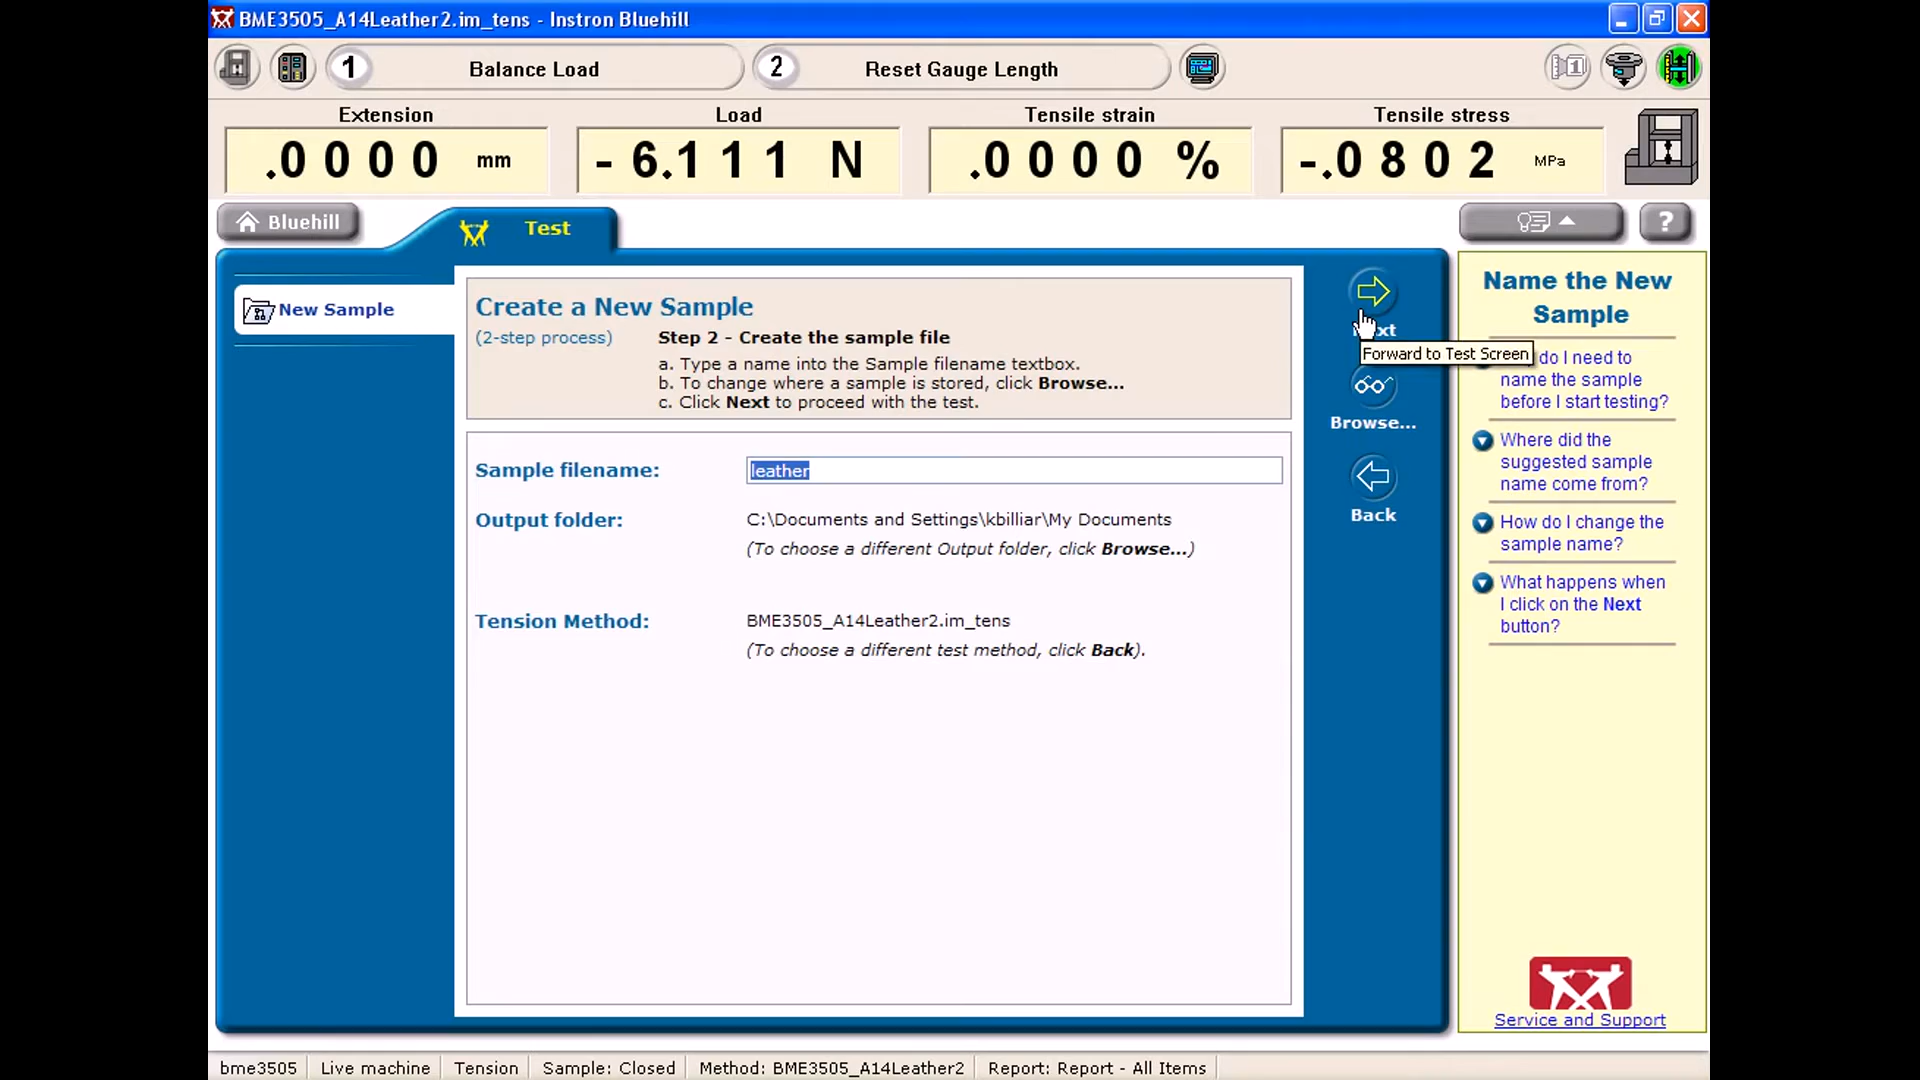 BME3505_A14Leather2.im_tens - Instron Bluehill
1 Balance Load
2 Reset Gauge Length
1
Extension
.0000 mm
Load
-6.111 N
Tensile strain
.0000 %
Tensile stress
-.0802 MPa
Bluehill
Test
?
New Sample
Create a New Sample
(2-step process)
Step 2 - Create the sample file
a. Type a name into the Sample filename textbox.
b. To change where a sample is stored, click Browse...
c. Click Next to proceed with the test.
Sample filename: leather
Output folder: C:\Documents and Settings\kbilliar\My Documents
(To choose a different Output folder, click Browse...)
Tension Method: BME3505_A14Leather2.im_tens
(To choose a different test method, click Back).
Forward to Test Screen
Browse...
Back
Name the New
Sample
do I need to
name the sample
before I start testing?
Where did the
suggested sample
name come from?
How do I change the
sample name?
What happens when
I click on the Next
button?
Service and Support
bme3505 Live machine Tension Sample: Closed Method: BME3505_A14Leather2 Report: Report - All Items